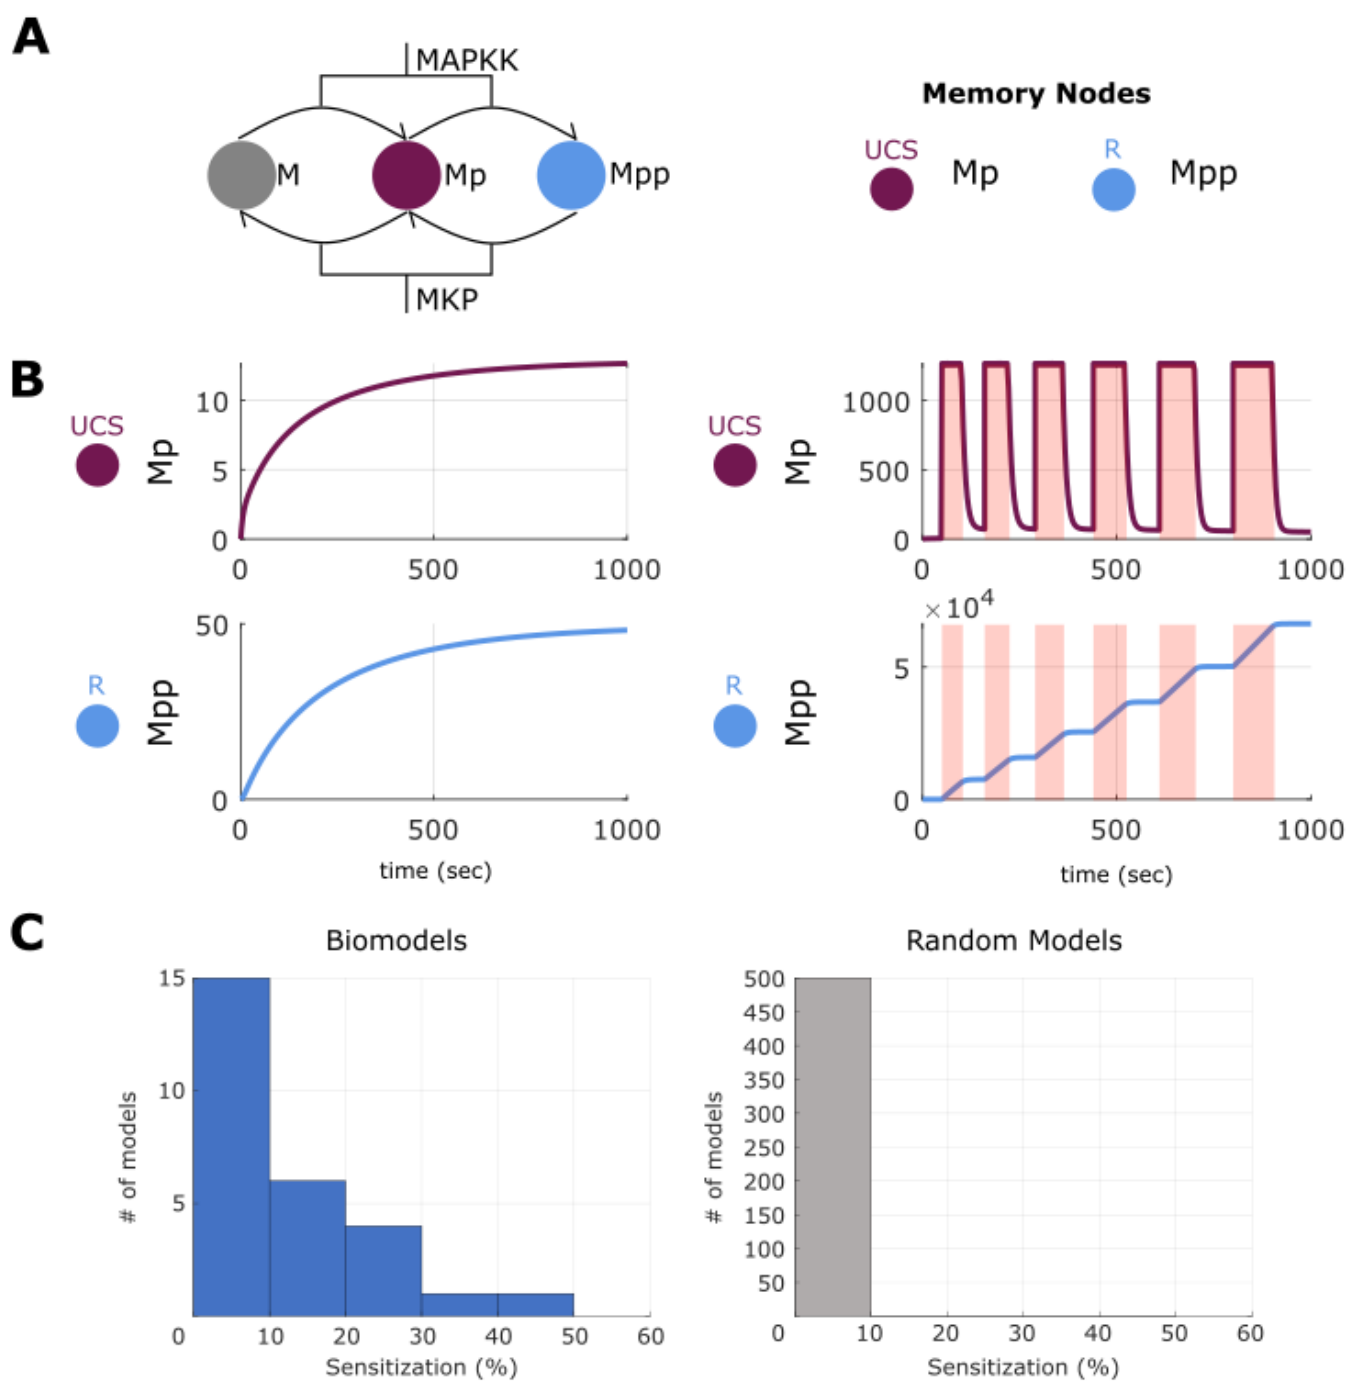 A
MAPKK
M
Mp
Mpp
MKP
Memory Nodes
UCS
Mp
R
Mpp
B
UCS
Mp
10
5
0
0 500 1000
R
Mpp
50
0
0 500 1000
time (sec)
UCS
Mp
1000
500
0
0 500 1000
×10⁴
R
Mpp
5
0
0 500 1000
time (sec)
C
Biomodels
# of models
15
10
5
0 10 20 30 40 50 60
Sensitization (%)
Random Models
# of models
500
450
400
350
300
250
200
150
100
50
0 10 20 30 40 50 60
Sensitization (%)